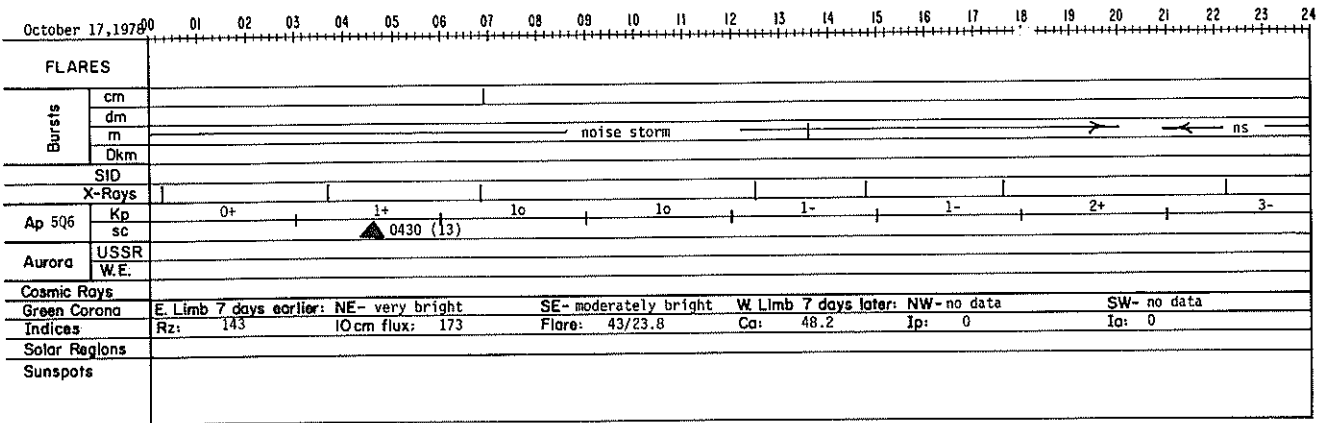 October 17,1978 00 01 02 03 04 05 06 07 08 09 10 11 12 13 14 15 16 17 18 19 20 21 22 23 24
FLARES
Bursts
cm
dm
m noise storm ns
Dkm
SID
X-Rays
Ap 5Q6 Kp 0+ 1+ 1o 1o 1- 1- 2+ 3-
sc 0430 (13)
Aurora USSR
W.E.
Cosmic Rays
Green Corona E. Limb 7 days earlier: NE- very bright SE- moderately bright W. Limb 7 days later: NW- no data SW- no data
Indices Rz: 143 10cm flux: 173 Flare: 43/23.8 Ca: 48.2 Ip: 0 Ia: 0
Solar Regions
Sunspots